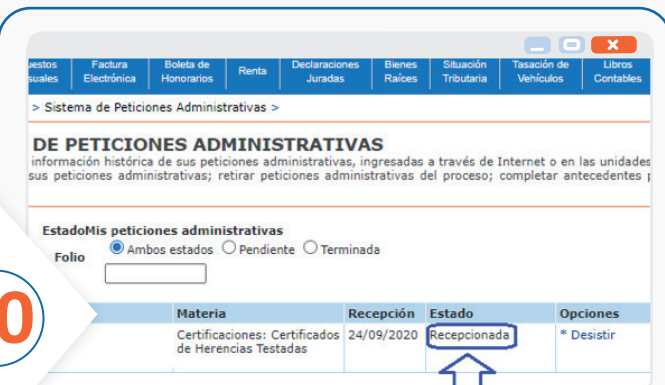 uestos Factura Boleta de Renta Declaraciones Bienes Situación Tasación de Libros
suales Electrónica Honorarios Juradas Raíces Tributaria Vehículos Contables
> Sistema de Peticiones Administrativas >
DE PETICIONES ADMINISTRATIVAS
información histórica de sus peticiones administrativas, ingresadas a través de Internet o en las unidades
sus peticiones administrativas; retirar peticiones administrativas del proceso; completar antecedentes
EstadoMis peticiones administrativas
Folio Ambos estados Pendiente Terminada
0
Materia Recepción Estado Opciones
Certificaciones: Certificados 24/09/2020 Recepcionada * Desistir
de Herencias Testadas